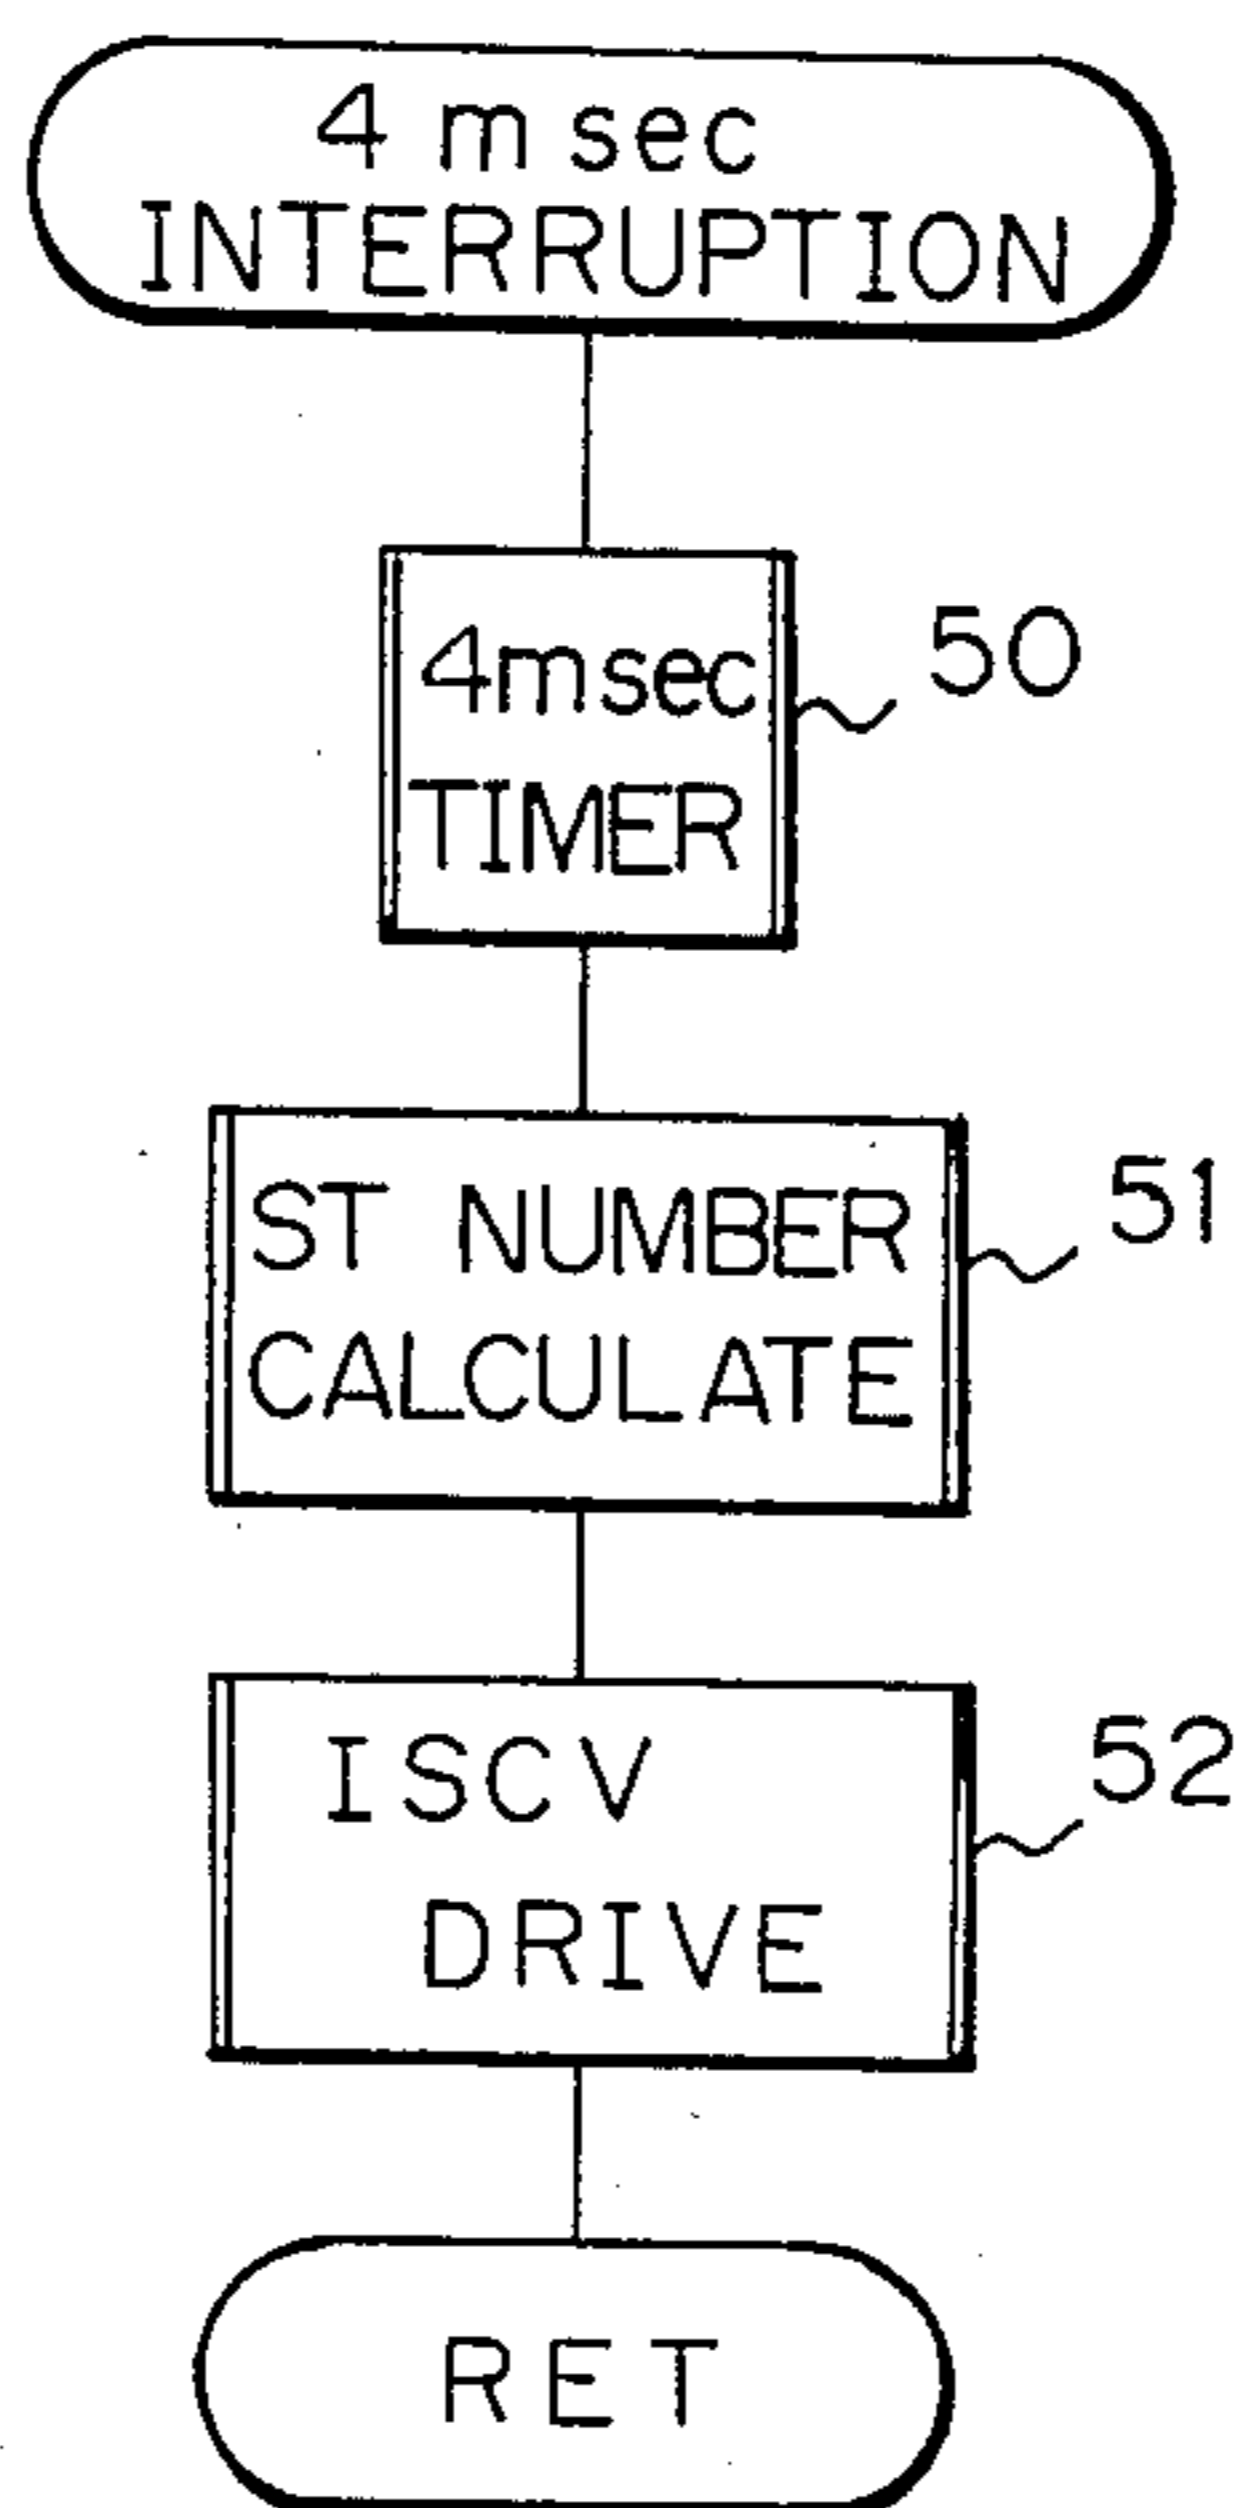 4 msec
INTERRUPTION
4msec
TIMER
50
ST NUMBER
CALCULATE
51
ISCV
DRIVE
52
RET